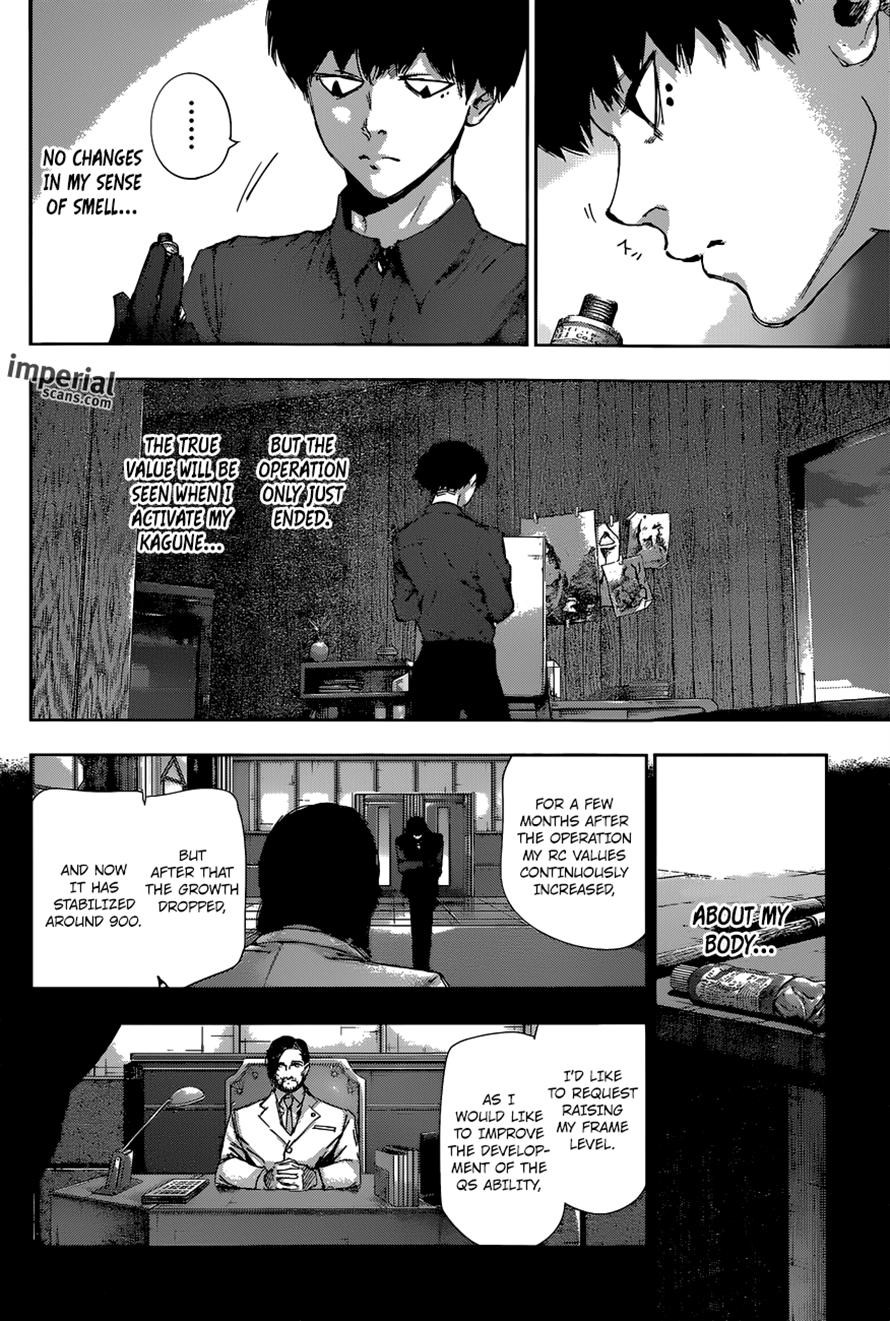 ス
......
NO CHANGES
IN MY SENSE
OF SMELL...
imperial
scans.com
BUT THE
OPERATION
ONLY JUST
ENDED.
THE TRUE
VALUE WILL BE
SEEN WHEN I
ACTIVATE MY
KAGUNE...
ABOUT MY
BODY...
FOR A FEW
MONTHS AFTER
THE OPERATION
MY RC VALUES
CONTINUOUSLY
INCREASED,
BUT
AFTER THAT
THE GROWTH
DROPPED,
AND NOW
IT HAS
STABILIZED
AROUND 900.
I'D LIKE
TO REQUEST
RAISING
MY FRAME
LEVEL.
AS I
WOULD LIKE
TO IMPROVE
THE DEVELOP-
MENT OF THE
QS ABILITY,